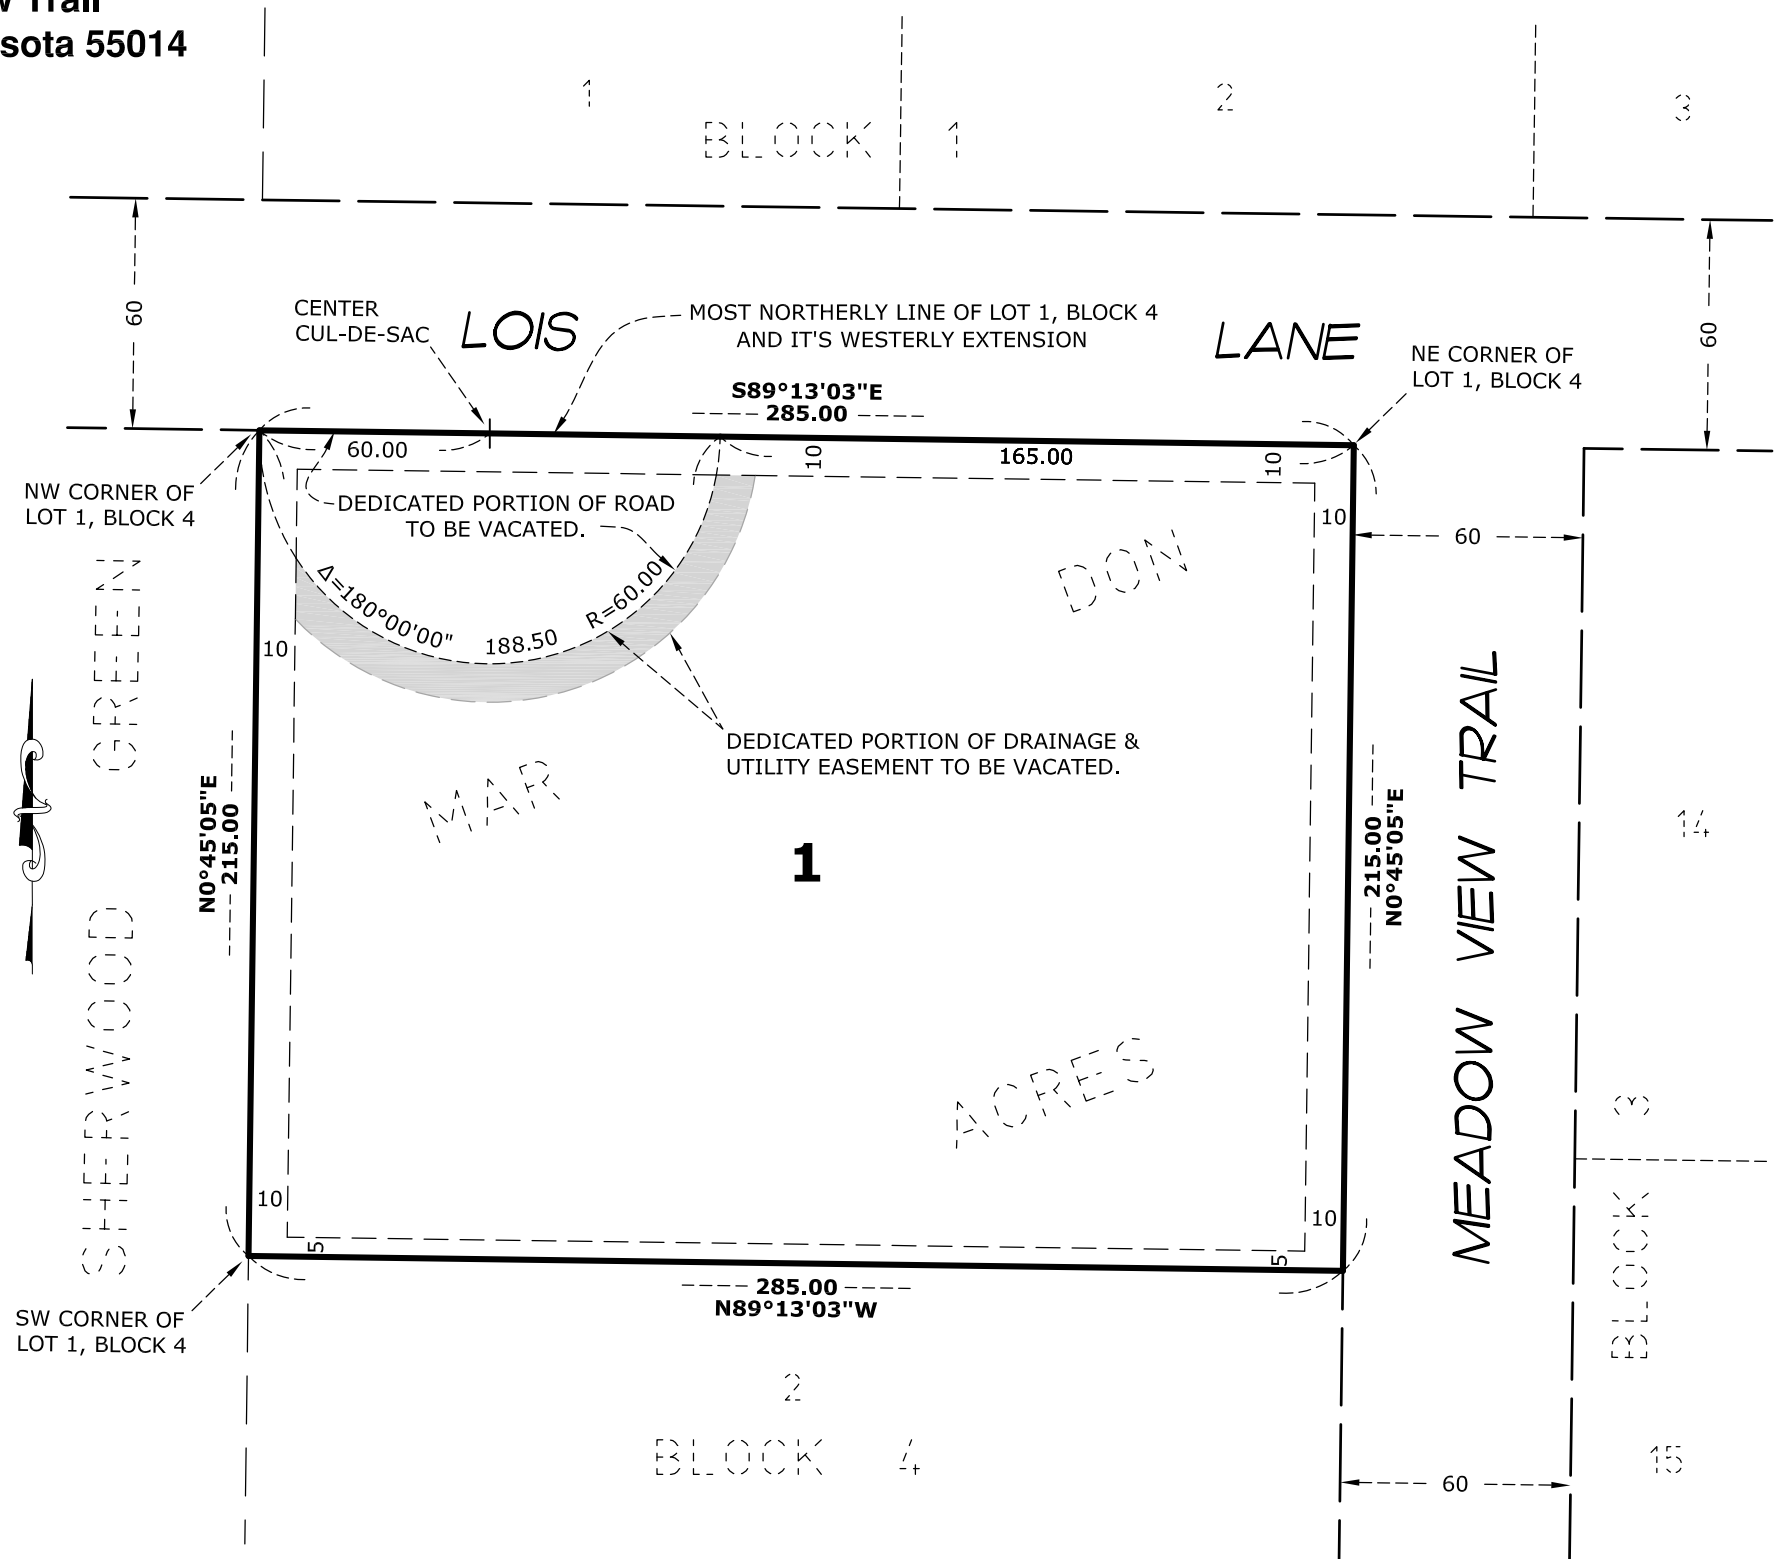 Trail
sota 55014
1
2
3
BLOCK 1
60
CENTER
CUL-DE-SAC
LOIS LANE
MOST NORTHERLY LINE OF LOT 1, BLOCK 4
AND IT'S WESTERLY EXTENSION
60
NE CORNER OF
LOT 1, BLOCK 4
S89°13'03"E
285.00
60.00
10
165.00
10
NW CORNER OF
LOT 1, BLOCK 4
DEDICATED PORTION OF ROAD
TO BE VACATED.
10
60
Δ=180°00'00"
188.50
R=60.00
10
DON
MAR
ACRES
DEDICATED PORTION OF DRAINAGE &
UTILITY EASEMENT TO BE VACATED.
SHERWOOD GREEN
N0°45'05"E
215.00
1
215.00
N0°45'05"E
MEADOW VIEW TRAIL
14
BLOCK 3
10
5
10
5
285.00
N89°13'03"W
SW CORNER OF
LOT 1, BLOCK 4
2
BLOCK 4
60
15